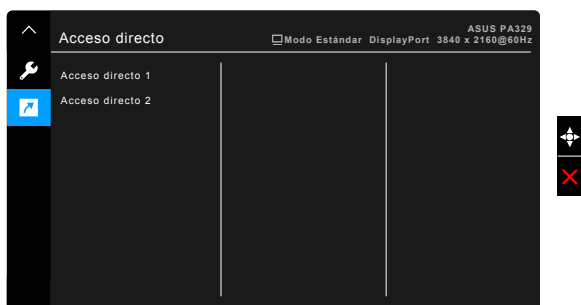 ASUS PA329
Acceso directo
Modo Estándar DisplayPort 3840 x 2160@60Hz
Acceso directo 1
Acceso directo 2